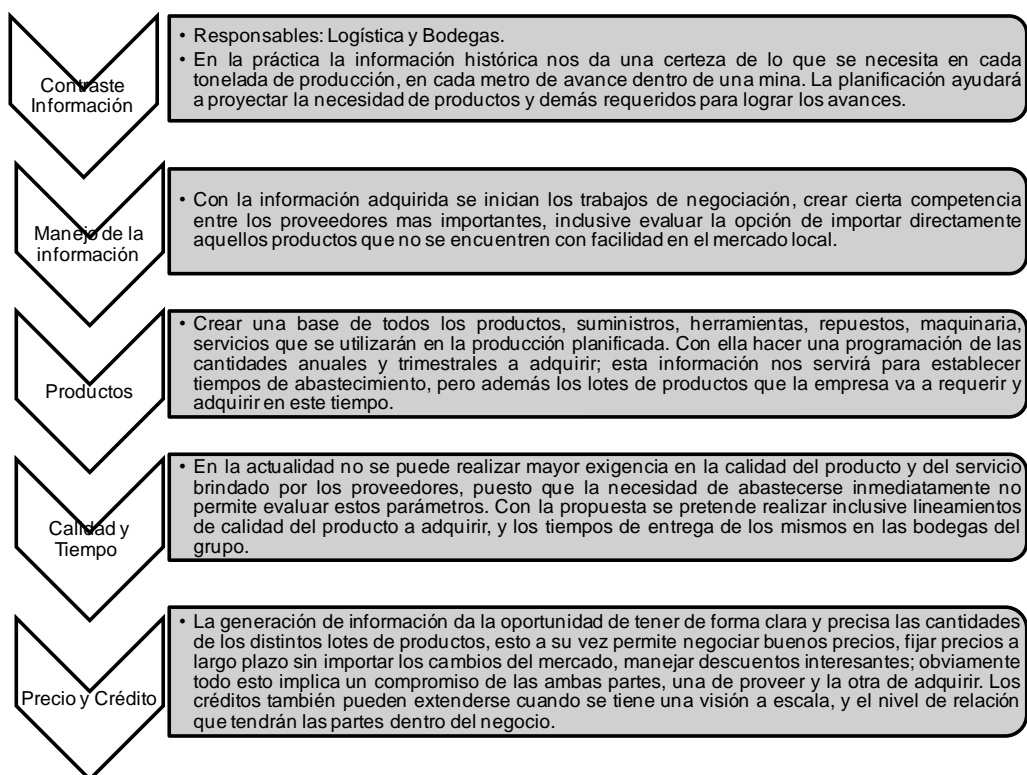 Contraste
Información
• Responsables: Logística y Bodegas.
• En la práctica la información histórica nos da una certeza de lo que se necesita en cada
tonelada de producción, en cada metro de avance dentro de una mina. La planificación ayudará
a proyectar la necesidad de productos y demás requeridos para lograr los avances.
Manejo de la
información
• Con la información adquirida se inician los trabajos de negociación, crear cierta competencia
entre los proveedores mas importantes, inclusive evaluar la opción de importar directamente
aquellos productos que no se encuentren con facilidad en el mercado local.
Productos
• Crear una base de todos los productos, suministros, herramientas, repuestos, maquinaria,
servicios que se utilizarán en la producción planificada. Con ella hacer una programación de las
cantidades anuales y trimestrales a adquirir; esta información nos servirá para establecer
tiempos de abastecimiento, pero además los lotes de productos que la empresa va a requerir y
adquirir en este tiempo.
Calidad y
Tiempo
• En la actualidad no se puede realizar mayor exigencia en la calidad del producto y del servicio
brindado por los proveedores, puesto que la necesidad de abastecerse inmediatamente no
permite evaluar estos parámetros. Con la propuesta se pretende realizar inclusive lineamientos
de calidad del producto a adquirir, y los tiempos de entrega de los mismos en las bodegas del
grupo.
Precio y Crédito
• La generación de información da la oportunidad de tener de forma clara y precisa las cantidades
de los distintos lotes de productos, esto a su vez permite negociar buenos precios, fijar precios a
largo plazo sin importar los cambios del mercado, manejar descuentos interesantes; obviamente
todo esto implica un compromiso de las ambas partes, una de proveer y la otra de adquirir. Los
créditos también pueden extenderse cuando se tiene una visión a escala, y el nivel de relación
que tendrán las partes dentro del negocio.